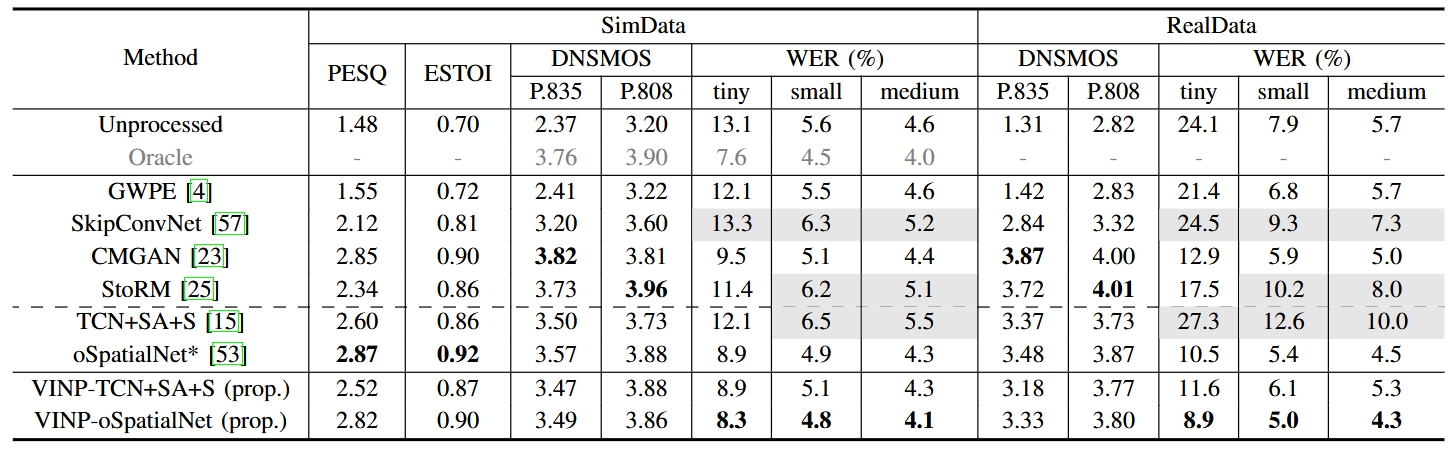 Method SimData RealData
PESQ ESTOI DNSMOS WER (%) DNSMOS WER (%)
P.835 P.808 tiny small medium P.835 P.808 tiny small medium
Unprocessed 1.48 0.70 2.37 3.20 13.1 5.6 4.6 1.31 2.82 24.1 7.9 5.7
Oracle - - 3.76 3.90 7.6 4.5 4.0 - - - - -
GWPE [4] 1.55 0.72 2.41 3.22 12.1 5.5 4.6 1.42 2.83 21.4 6.8 5.7
SkipConvNet [57] 2.12 0.81 3.20 3.60 13.3 6.3 5.2 2.84 3.32 24.5 9.3 7.3
CMGAN [23] 2.85 0.90 3.82 3.81 9.5 5.1 4.4 3.87 4.00 12.9 5.9 5.0
StoRM [25] 2.34 0.86 3.73 3.96 11.4 6.2 5.1 3.72 4.01 17.5 10.2 8.0
TCN+SA+S [15] 2.60 0.86 3.50 3.73 12.1 6.5 5.5 3.37 3.73 27.3 12.6 10.0
oSpatialNet* [53] 2.87 0.92 3.57 3.88 8.9 4.9 4.3 3.48 3.87 10.5 5.4 4.5
VINP-TCN+SA+S (prop.) 2.52 0.87 3.47 3.88 8.9 5.1 4.3 3.18 3.77 11.6 6.1 5.3
VINP-oSpatialNet (prop.) 2.82 0.90 3.49 3.86 8.3 4.8 4.1 3.33 3.80 8.9 5.0 4.3